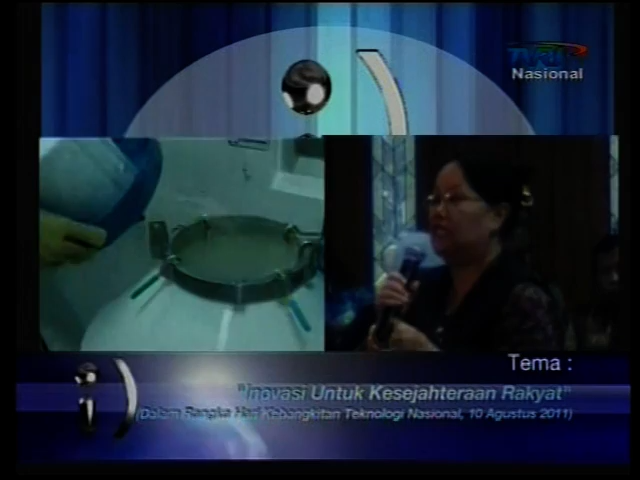 TVRI
Nasional
Tema :
"Inovasi Untuk Kesejahteraan Rakyat"
(Dalam Rangka Hari Kebangkitan Teknologi Nasional, 10 Agustus 2011)